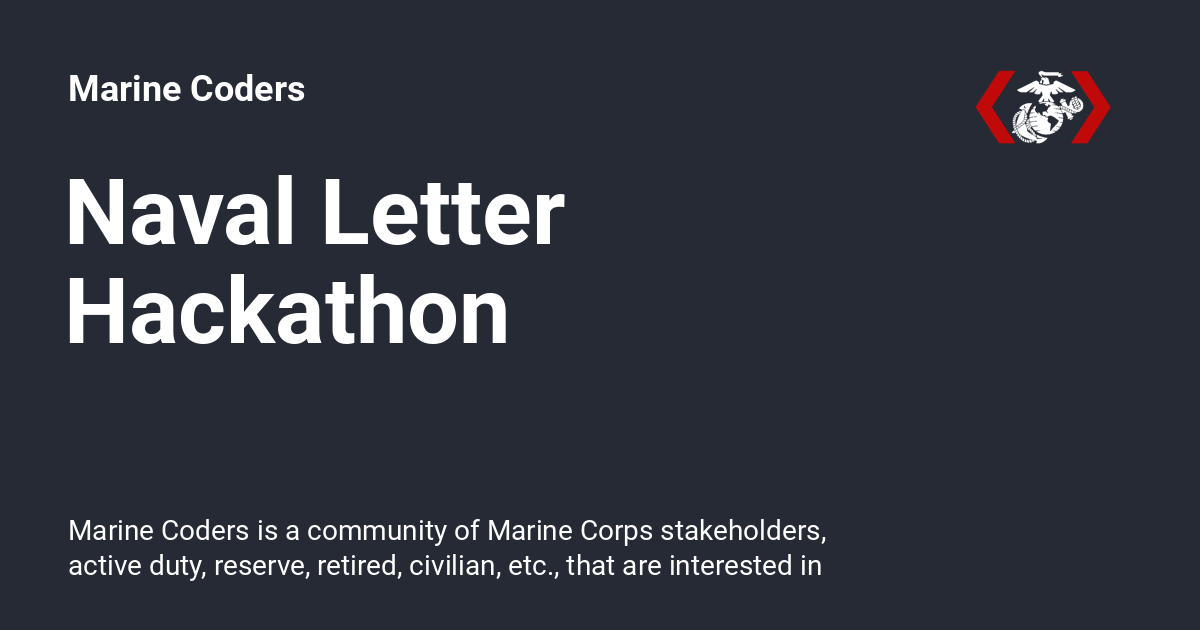 Marine Coders
Naval Letter
Hackathon
Marine Coders is a community of Marine Corps stakeholders,
active duty, reserve, retired, civilian, etc., that are interested in